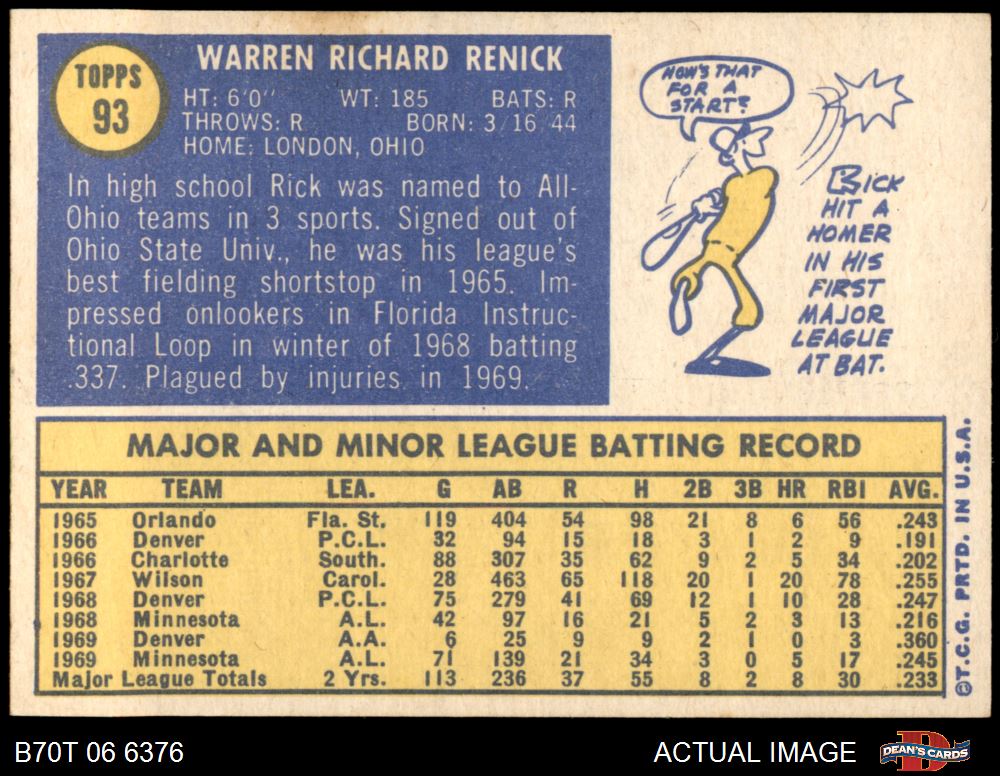 TOPPS
93
WARREN RICHARD RENICK
HT: 6'0" WT: 185 BATS: R
THROWS: R BORN: 3/16/44
HOME: LONDON, OHIO
In high school Rick was named to All-
Ohio teams in 3 sports. Signed out of
Ohio State Univ., he was his league's
best fielding shortstop in 1965. Im-
pressed onlookers in Florida Instruc-
tional Loop in winter of 1968 batting
.337. Plagued by injuries in 1969.
HOW'S THAT
FOR A
START?
RICK
HIT A
HOMER
IN HIS
FIRST
MAJOR
LEAGUE
AT BAT.
MAJOR AND MINOR LEAGUE BATTING RECORD
YEAR TEAM LEA. G AB R H 2B 3B HR RBI AVG.
1965 Orlando Fla. St. 119 404 54 98 21 8 6 56 .243
1966 Denver P.C.L. 32 94 15 18 3 1 2 9 .191
1966 Charlotte South. 88 307 35 62 9 2 5 34 .202
1967 Wilson Carol. 28 463 65 118 20 1 20 78 .255
1968 Denver P.C.L. 75 279 41 69 12 1 10 28 .247
1968 Minnesota A.L. 42 97 16 21 5 2 3 13 .216
1969 Denver A.A. 6 25 9 9 2 1 0 3 .360
1969 Minnesota A.L. 71 139 21 34 3 0 5 17 .245
Major League Totals 2 Yrs. 113 236 37 55 8 2 8 30 .233
©T.C.G. PRTD. IN U.S.A.
B70T 06 6376
ACTUAL IMAGE
DEAN'S CARDS